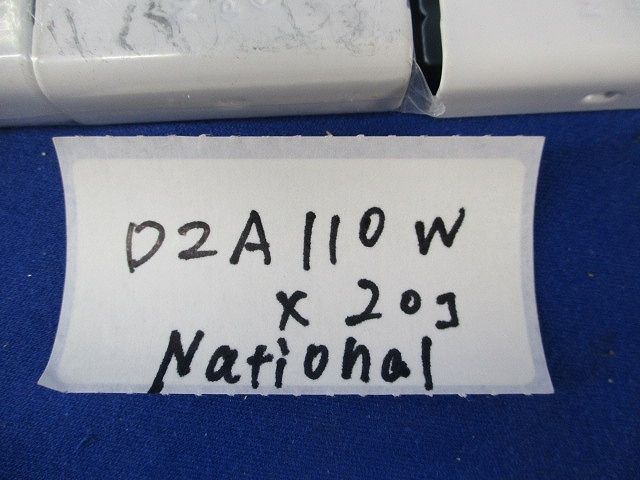 D2A110W
x 20コ
National